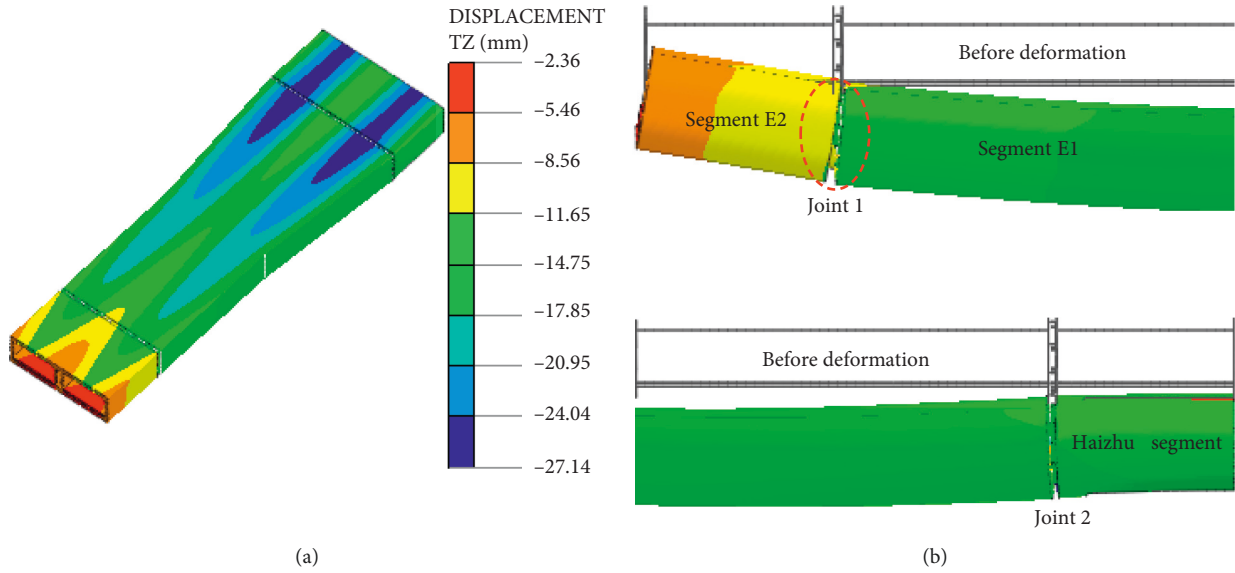 DISPLACEMENT
TZ (mm)
−2.36
−5.46
−8.56
−11.65
−14.75
−17.85
−20.95
−24.04
−27.14
(a)
Before deformation
Segment E2
Segment E1
Joint 1
Before deformation
Haizhu segment
Joint 2
(b)